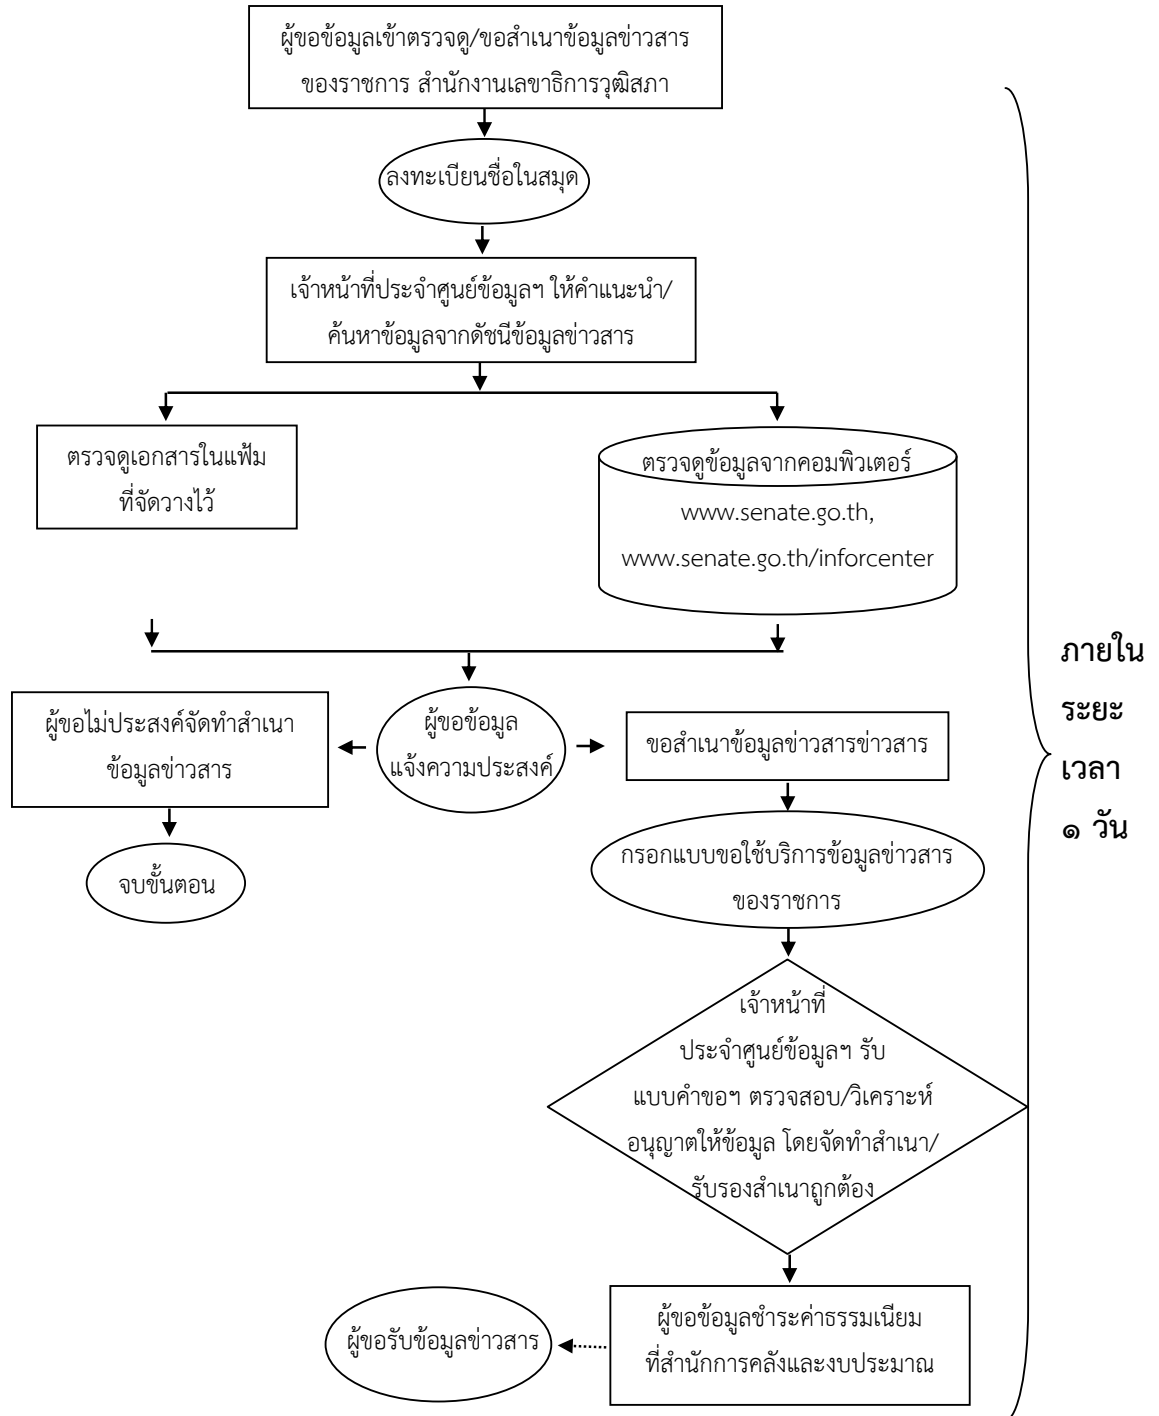 ผู้ขอข้อมูลเข้าตรวจดู/ขอสำเนาข้อมูลข่าวสาร
ของราชการ สำนักงานเลขาธิการวุฒิสภา
ลงทะเบียนชื่อในสมุด
เจ้าหน้าที่ประจำศูนย์ข้อมูลฯ ให้คำแนะนำ/
ค้นหาข้อมูลจากดัชนีข้อมูลข่าวสาร
ตรวจดูเอกสารในแฟ้ม
ที่จัดวางไว้
ตรวจดูข้อมูลจากคอมพิวเตอร์
www.senate.go.th,
www.senate.go.th/inforcenter
ผู้ขอไม่ประสงค์จัดทำสำเนา
ข้อมูลข่าวสาร
ผู้ขอข้อมูล
แจ้งความประสงค์
ขอสำเนาข้อมูลข่าวสารข่าวสาร
จบขั้นตอน
กรอกแบบขอใช้บริการข้อมูลข่าวสาร
ของราชการ
เจ้าหน้าที่
ประจำศูนย์ข้อมูลฯ รับ
แบบคำขอฯ ตรวจสอบ/วิเคราะห์
อนุญาตให้ข้อมูล โดยจัดทำสำเนา/
รับรองสำเนาถูกต้อง
ผู้ขอข้อมูลชำระค่าธรรมเนียม
ที่สำนักการคลังและงบประมาณ
ผู้ขอรับข้อมูลข่าวสาร
ภายใน
ระยะ
เวลา
๑ วัน